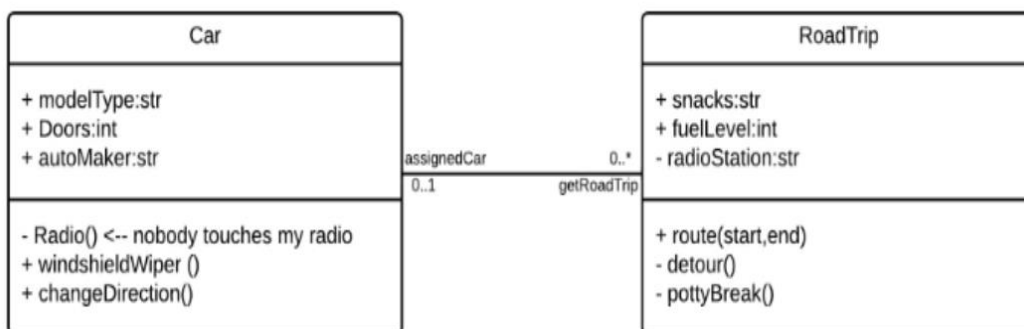 Car
+ modelType:str
+ Doors:int
+ autoMaker:str
- Radio() <-- nobody touches my radio
+ windshieldWiper ()
+ changeDirection()
assignedCar
0..*
0..1
getRoadTrip
RoadTrip
+ snacks:str
+ fuelLevel:int
- radioStation:str
+ route(start,end)
- detour()
- pottyBreak()